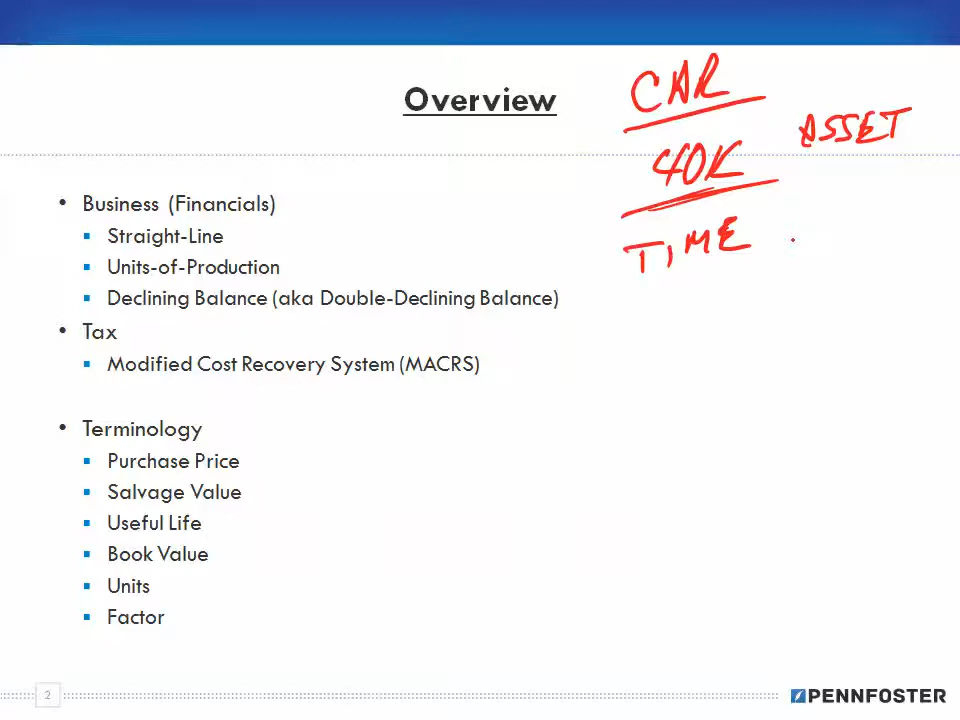 Overview
CAR
40K
ASSET
TIME
• Business (Financials)
▪ Straight-Line
▪ Units-of-Production
▪ Declining Balance (aka Double-Declining Balance)
• Tax
▪ Modified Cost Recovery System (MACRS)
• Terminology
▪ Purchase Price
▪ Salvage Value
▪ Useful Life
▪ Book Value
▪ Units
▪ Factor
2
PENNFOSTER